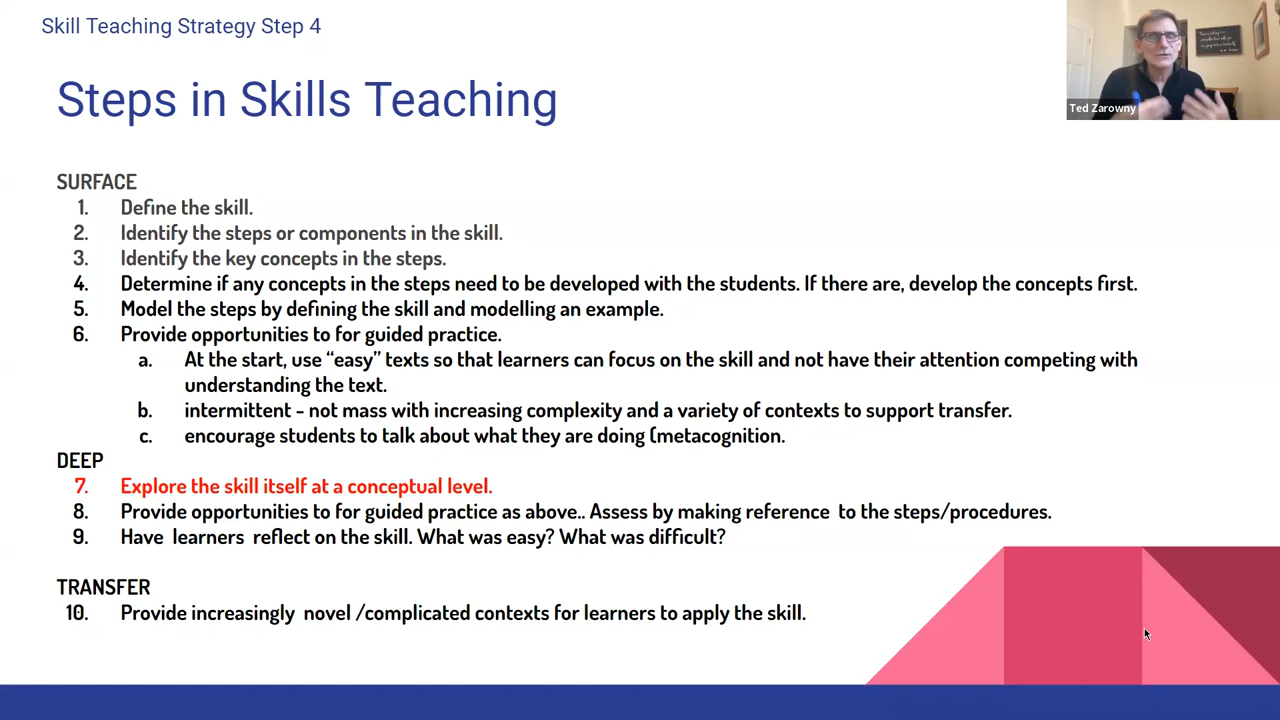 Skill Teaching Strategy Step 4
Steps in Skills Teaching
Ted Zarowny
SURFACE
1. Define the skill.
2. Identify the steps or components in the skill.
3. Identify the key concepts in the steps.
4. Determine if any concepts in the steps need to be developed with the students. If there are, develop the concepts first.
5. Model the steps by defining the skill and modelling an example.
6. Provide opportunities to for guided practice.
a. At the start, use “easy” texts so that learners can focus on the skill and not have their attention competing with
understanding the text.
b. intermittent - not mass with increasing complexity and a variety of contexts to support transfer.
c. encourage students to talk about what they are doing (metacognition.
DEEP
7. Explore the skill itself at a conceptual level.
8. Provide opportunities to for guided practice as above.. Assess by making reference to the steps/procedures.
9. Have learners reflect on the skill. What was easy? What was difficult?
TRANSFER
10. Provide increasingly novel /complicated contexts for learners to apply the skill.